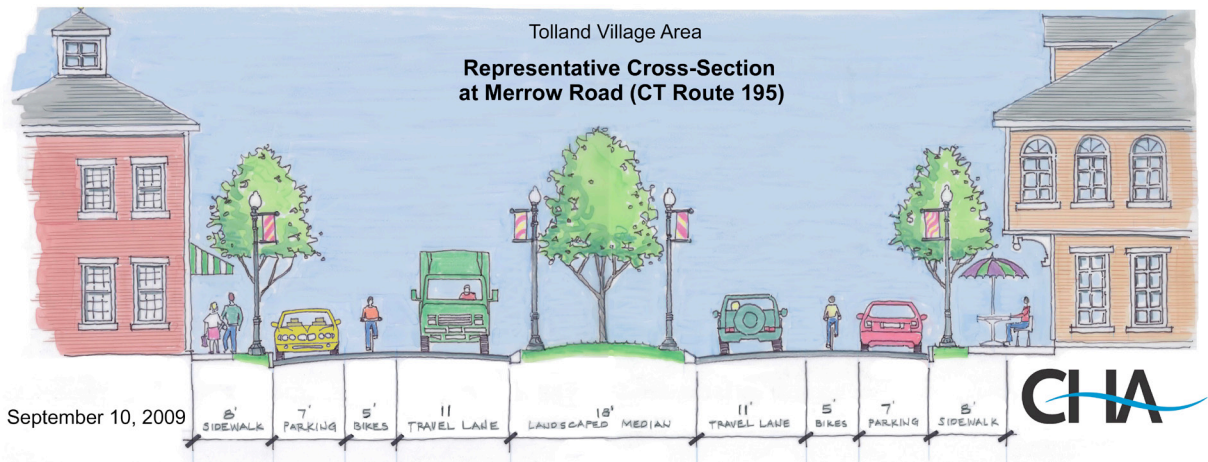 Tolland Village Area
Representative Cross-Section
at Merrow Road (CT Route 195)
September 10, 2009
8' 7' 5' 11 18' 11' 5' 7' 8'
SIDEWALK PARKING BIKES TRAVEL LANE LANDSCAPED MEDIAN TRAVEL LANE BIKES PARKING SIDEWALK
CHA